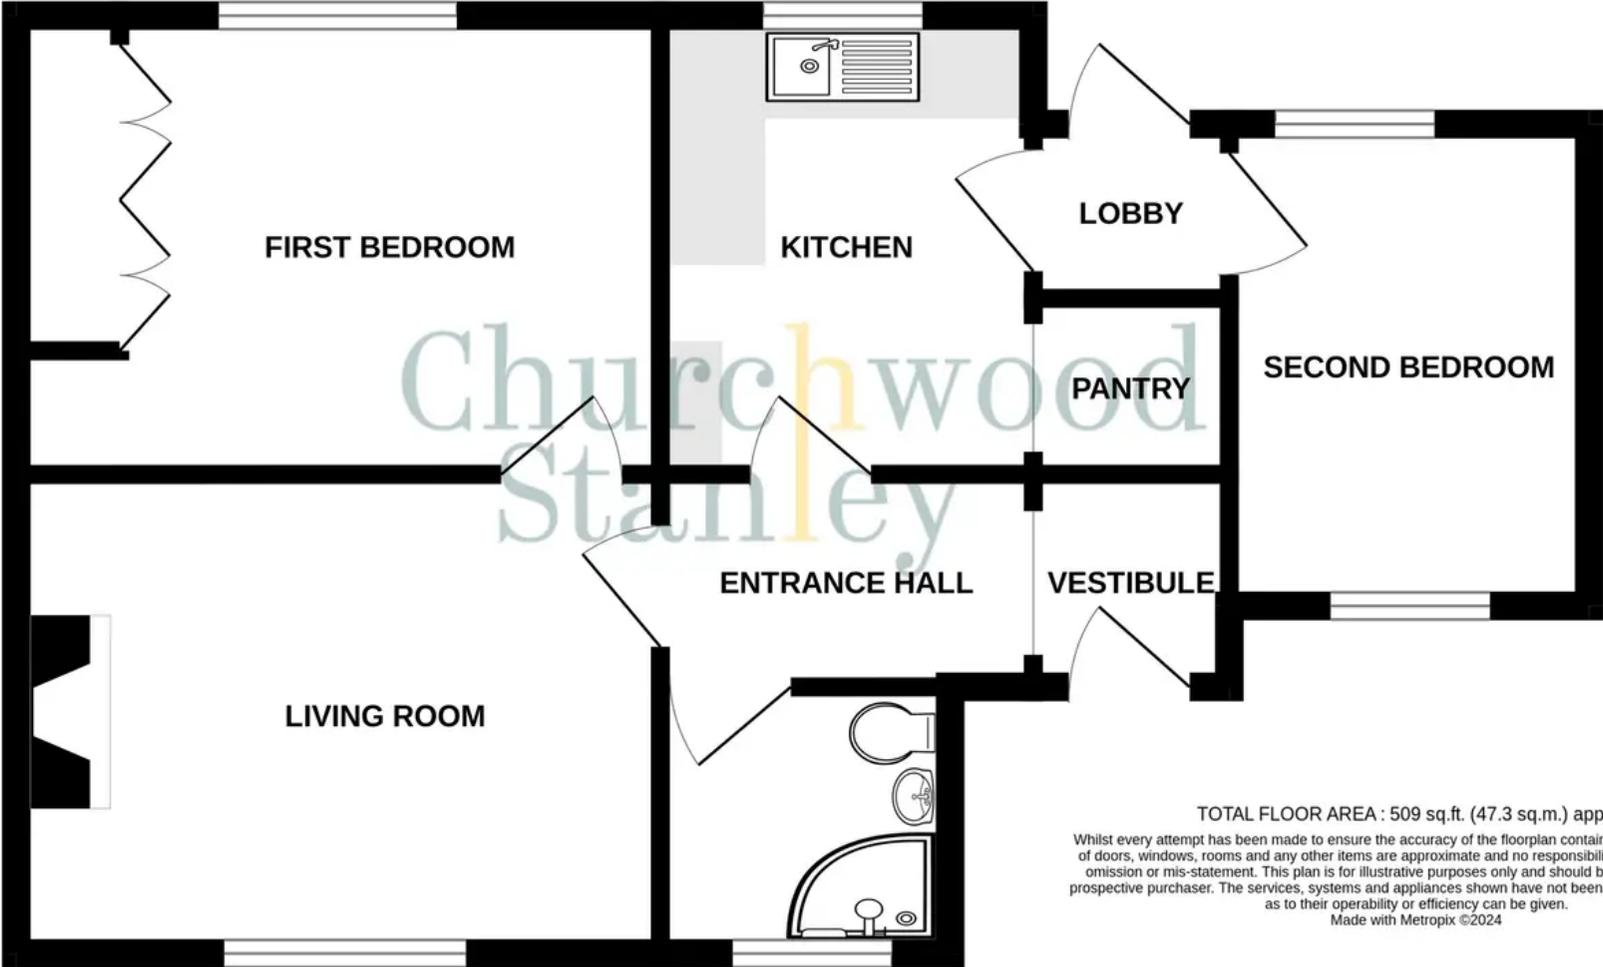 LOBBY
FIRST BEDROOM
KITCHEN
SECOND BEDROOM
PANTRY
Churchwood
Stanley
ENTRANCE HALL
VESTIBULE
LIVING ROOM
TOTAL FLOOR AREA : 509 sq.ft. (47.3 sq.m.) app
Whilst every attempt has been made to ensure the accuracy of the floorplan contain
of doors, windows, rooms and any other items are approximate and no responsibili
omission or mis-statement. This plan is for illustrative purposes only and should b
prospective purchaser. The services, systems and appliances shown have not been
as to their operability or efficiency can be given.
Made with Metropix ©2024